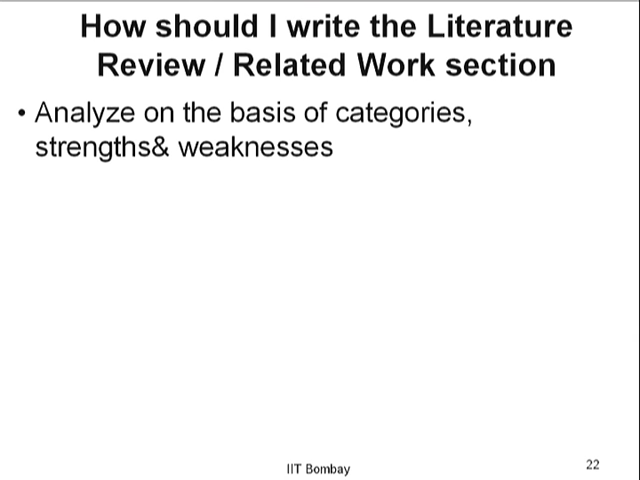 How should I write the Literature
Review / Related Work section
• Analyze on the basis of categories,
strengths& weaknesses
IIT Bombay
22